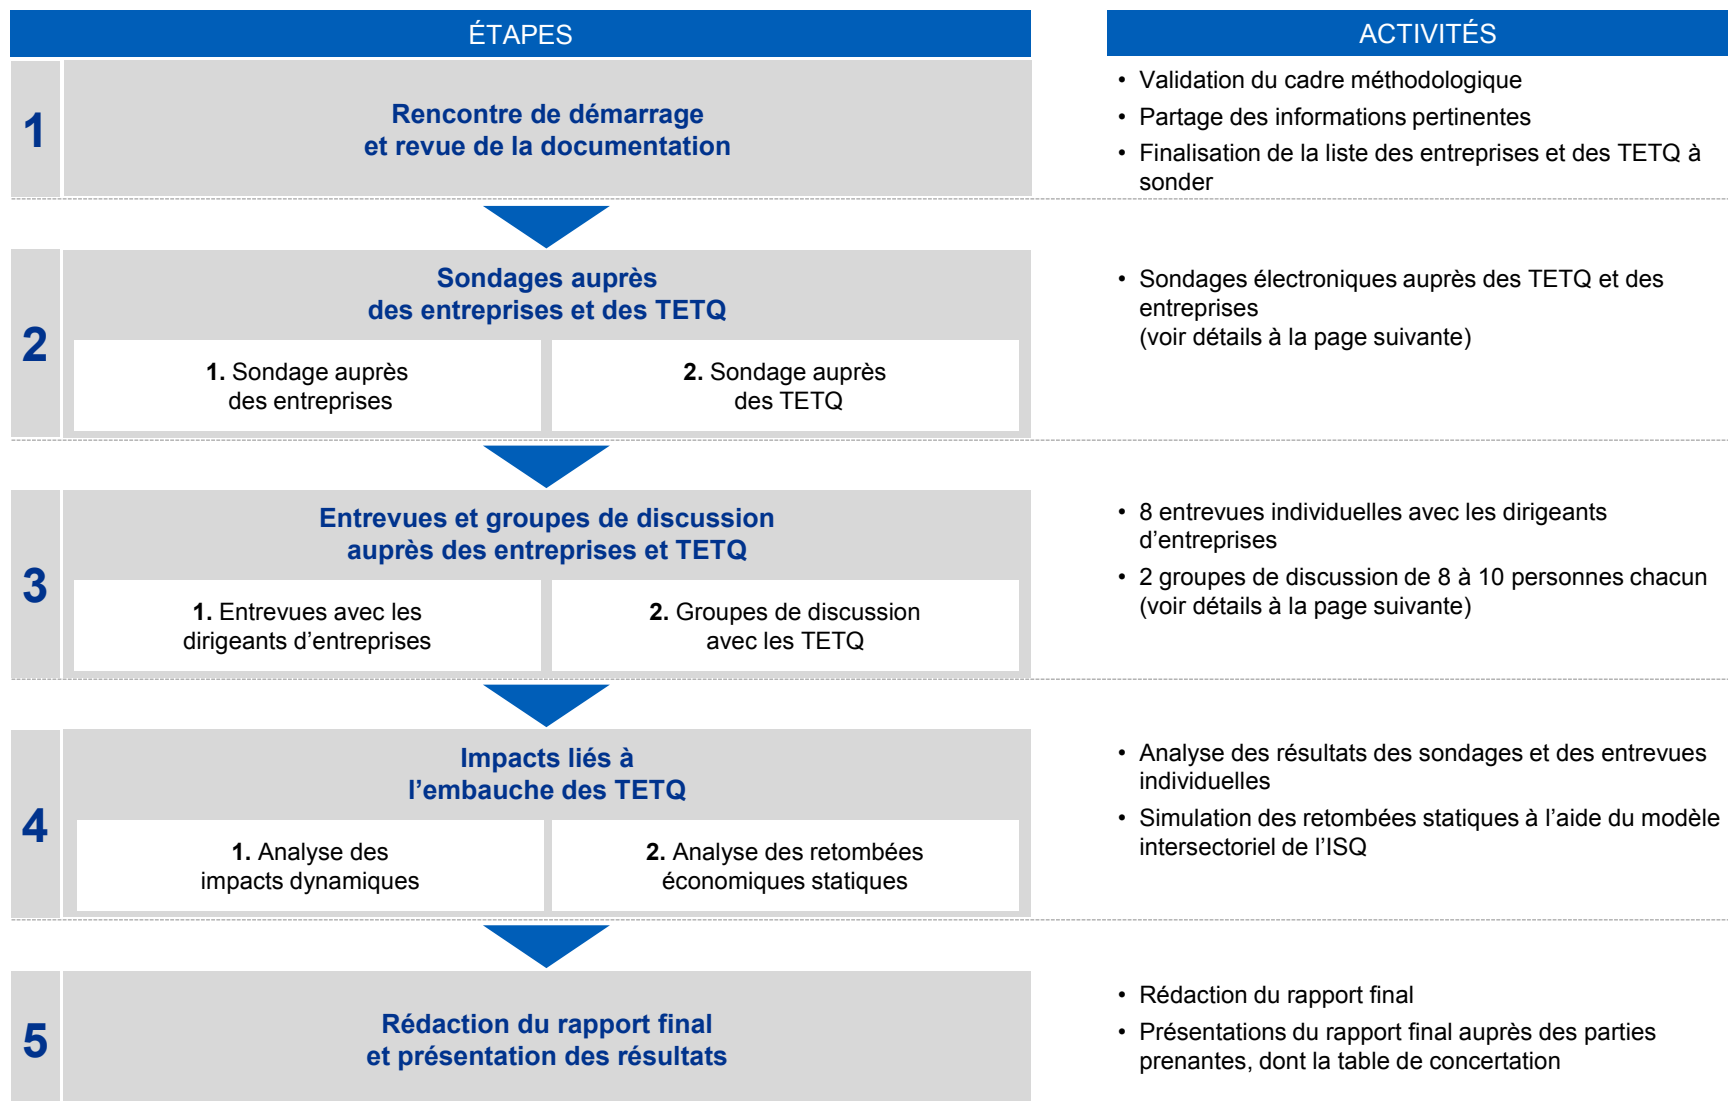 ÉTAPES
ACTIVITÉS
1
Rencontre de démarrage
et revue de la documentation
• Validation du cadre méthodologique
• Partage des informations pertinentes
• Finalisation de la liste des entreprises et des TETQ à
sonder
2
Sondages auprès
des entreprises et des TETQ
1. Sondage auprès
des entreprises
2. Sondage auprès
des TETQ
• Sondages électroniques auprès des TETQ et des
entreprises
(voir détails à la page suivante)
3
Entrevues et groupes de discussion
auprès des entreprises et TETQ
1. Entrevues avec les
dirigeants d’entreprises
2. Groupes de discussion
avec les TETQ
• 8 entrevues individuelles avec les dirigeants
d’entreprises
• 2 groupes de discussion de 8 à 10 personnes chacun
(voir détails à la page suivante)
4
Impacts liés à
l’embauche des TETQ
1. Analyse des
impacts dynamiques
2. Analyse des retombées
économiques statiques
• Analyse des résultats des sondages et des entrevues
individuelles
• Simulation des retombées statiques à l’aide du modèle
intersectoriel de l’ISQ
5
Rédaction du rapport final
et présentation des résultats
• Rédaction du rapport final
• Présentations du rapport final auprès des parties
prenantes, dont la table de concertation